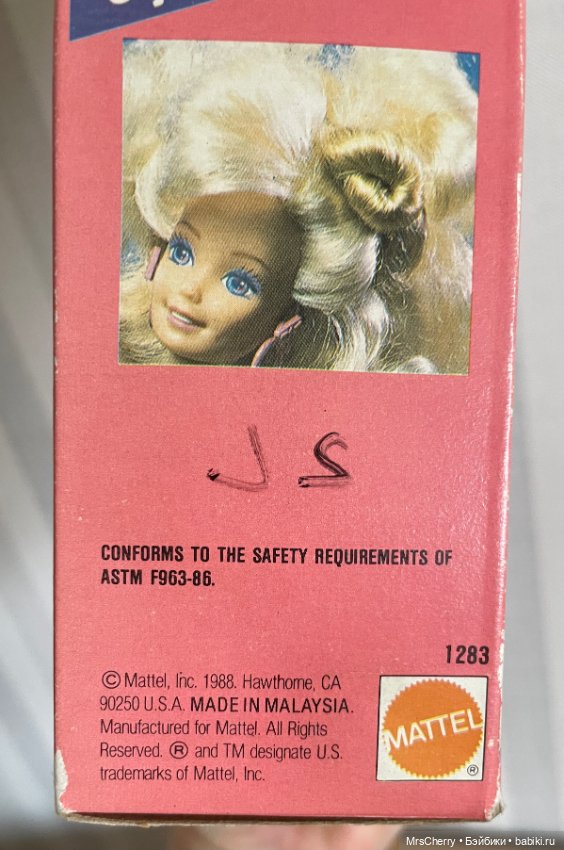 CONFORMS TO THE SAFETY REQUIREMENTS OF
ASTM F963-86.
1283
© Mattel, Inc. 1988. Hawthorne, CA
90250 U.S.A. MADE IN MALAYSIA.
Manufactured for Mattel. All Rights
Reserved. ® and TM designate U.S.
trademarks of Mattel, Inc.
MATTEL
®
MrsCherry • Бэйбики • babiki.ru